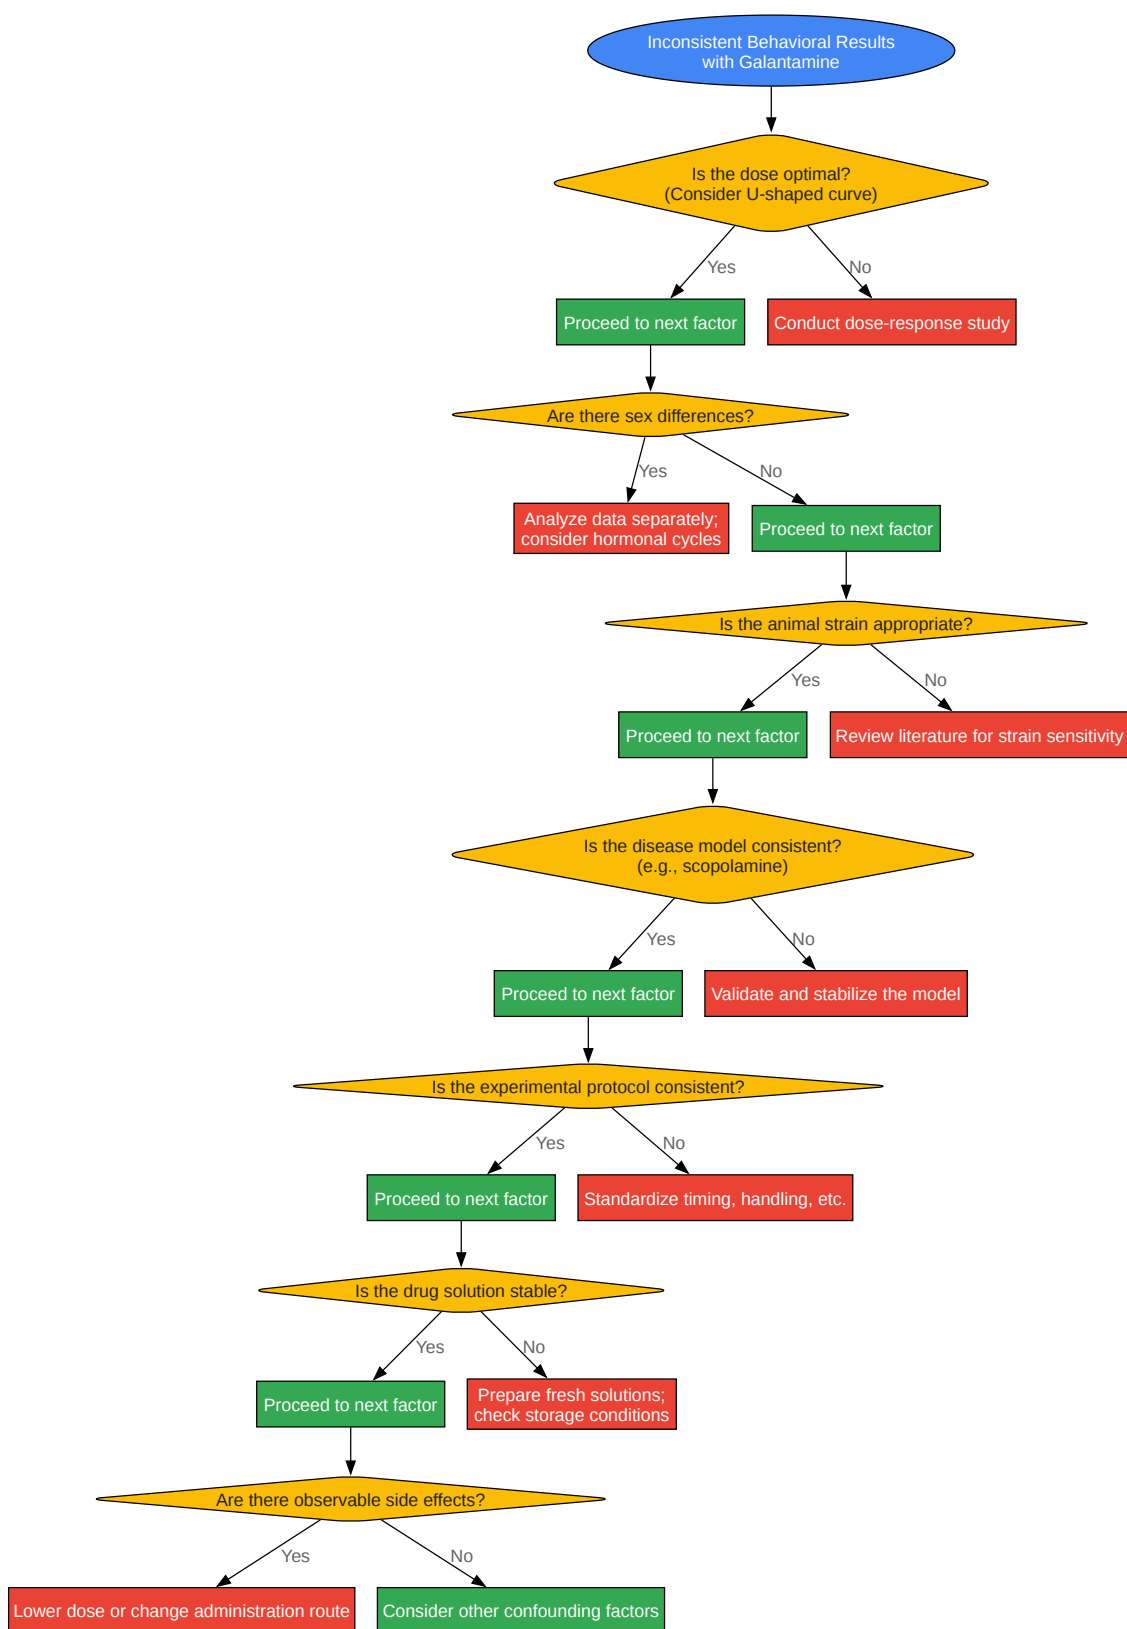 Inconsistent Behavioral Results
with Galantamine
Is the dose optimal?
(Consider U-shaped curve)
Yes
No
Proceed to next factor
Conduct dose-response study
Are there sex differences?
Yes
No
Analyze data separately;
consider hormonal cycles
Proceed to next factor
Is the animal strain appropriate?
Yes
No
Proceed to next factor
Review literature for strain sensitivity
Is the disease model consistent?
(e.g., scopolamine)
Yes
No
Proceed to next factor
Validate and stabilize the model
Is the experimental protocol consistent?
Yes
No
Proceed to next factor
Standardize timing, handling, etc.
Is the drug solution stable?
Yes
No
Proceed to next factor
Prepare fresh solutions;
check storage conditions
Are there observable side effects?
Yes
No
Lower dose or change administration route
Consider other confounding factors